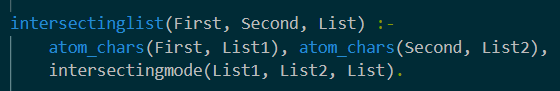 intersectinglist(First, Second, List) :-
    atom_chars(First, List1), atom_chars(Second, List2),
    intersectingmode(List1, List2, List).